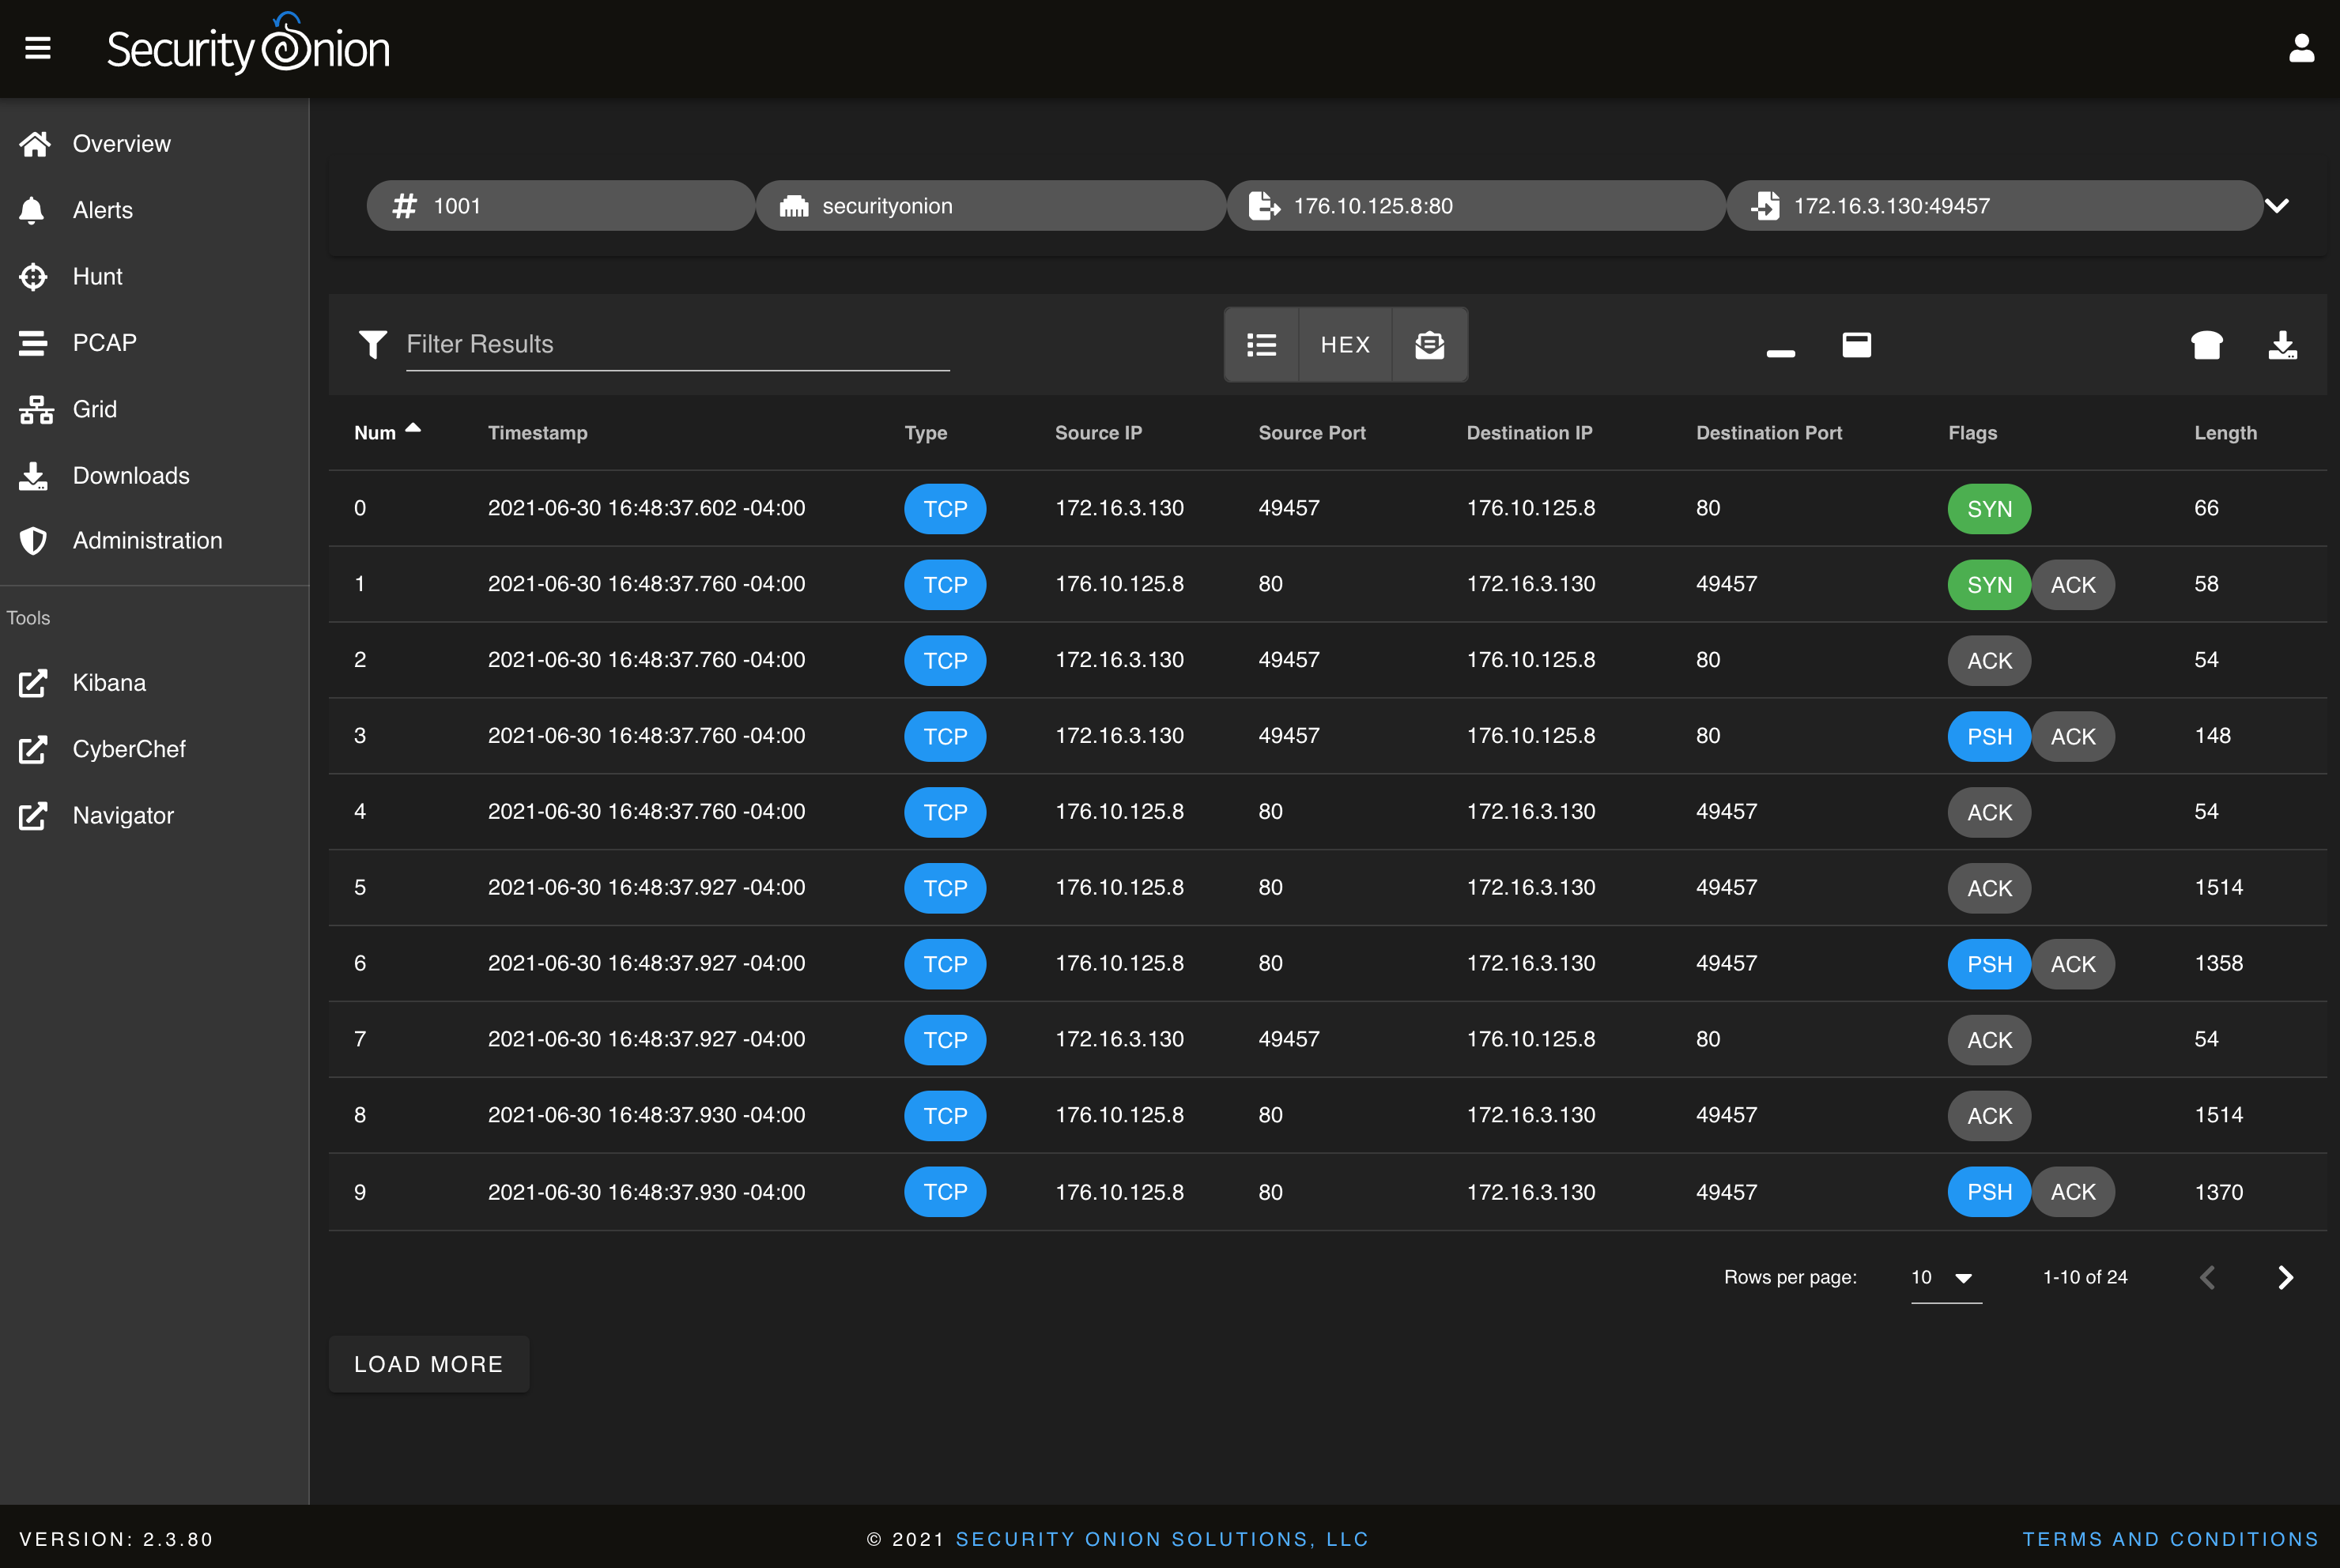 Security Onion
Overview
Alerts
Hunt
PCAP
Grid
Downloads
Administration
Tools
Kibana
CyberChef
Navigator
1001 securityonion 176.10.125.8:80 172.16.3.130:49457
Filter Results HEX
Num Timestamp Type Source IP Source Port Destination IP Destination Port Flags Length
0 2021-06-30 16:48:37.602 -04:00 TCP 172.16.3.130 49457 176.10.125.8 80 SYN 66
1 2021-06-30 16:48:37.760 -04:00 TCP 176.10.125.8 80 172.16.3.130 49457 SYN ACK 58
2 2021-06-30 16:48:37.760 -04:00 TCP 172.16.3.130 49457 176.10.125.8 80 ACK 54
3 2021-06-30 16:48:37.760 -04:00 TCP 172.16.3.130 49457 176.10.125.8 80 PSH ACK 148
4 2021-06-30 16:48:37.760 -04:00 TCP 176.10.125.8 80 172.16.3.130 49457 ACK 54
5 2021-06-30 16:48:37.927 -04:00 TCP 176.10.125.8 80 172.16.3.130 49457 ACK 1514
6 2021-06-30 16:48:37.927 -04:00 TCP 176.10.125.8 80 172.16.3.130 49457 PSH ACK 1358
7 2021-06-30 16:48:37.927 -04:00 TCP 172.16.3.130 49457 176.10.125.8 80 ACK 54
8 2021-06-30 16:48:37.930 -04:00 TCP 176.10.125.8 80 172.16.3.130 49457 ACK 1514
9 2021-06-30 16:48:37.930 -04:00 TCP 176.10.125.8 80 172.16.3.130 49457 PSH ACK 1370
Rows per page: 10 1-10 of 24
LOAD MORE
VERSION: 2.3.80 © 2021 SECURITY ONION SOLUTIONS, LLC TERMS AND CONDITIONS